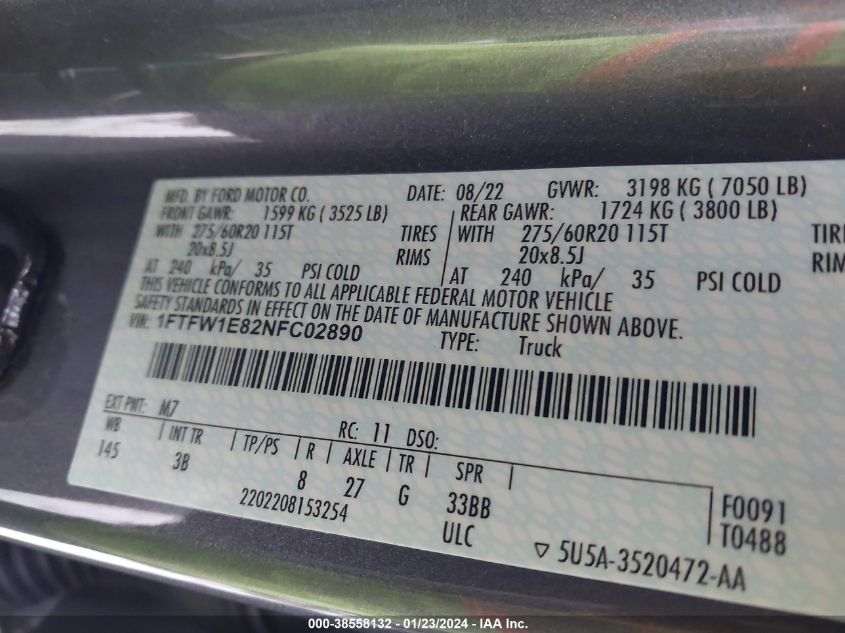 MFD. BY FORD MOTOR CO. DATE: 08/22 GVWR: 3198 KG ( 7050 LB)
FRONT GAWR: 1599 KG ( 3525 LB) REAR GAWR: 1724 KG ( 3800 LB)
WITH 275/60R20 115T TIRES WITH 275/60R20 115T TIRE
20x8.5J RIMS 20x8.5J RIM
AT 240 kPa/ 35 PSI COLD AT 240 kPa/ 35 PSI COLD
THIS VEHICLE CONFORMS TO ALL APPLICABLE FEDERAL MOTOR VEHICLE
SAFETY STANDARDS IN EFFECT ON THE DATE OF MANUFACTURE SHOWN ABOVE.
VIN: 1FTFW1E82NFC02890
TYPE: Truck
EXT PNT: M7 RC: 11 DSO:
WB INT TR TP/PS R AXLE TR SPR
145 3B 8 27 G 33BB
2202208153254 ULC
F0091
T0488
5U5A-3520472-AA
000-38558132 - 01/23/2024 - IAA Inc.